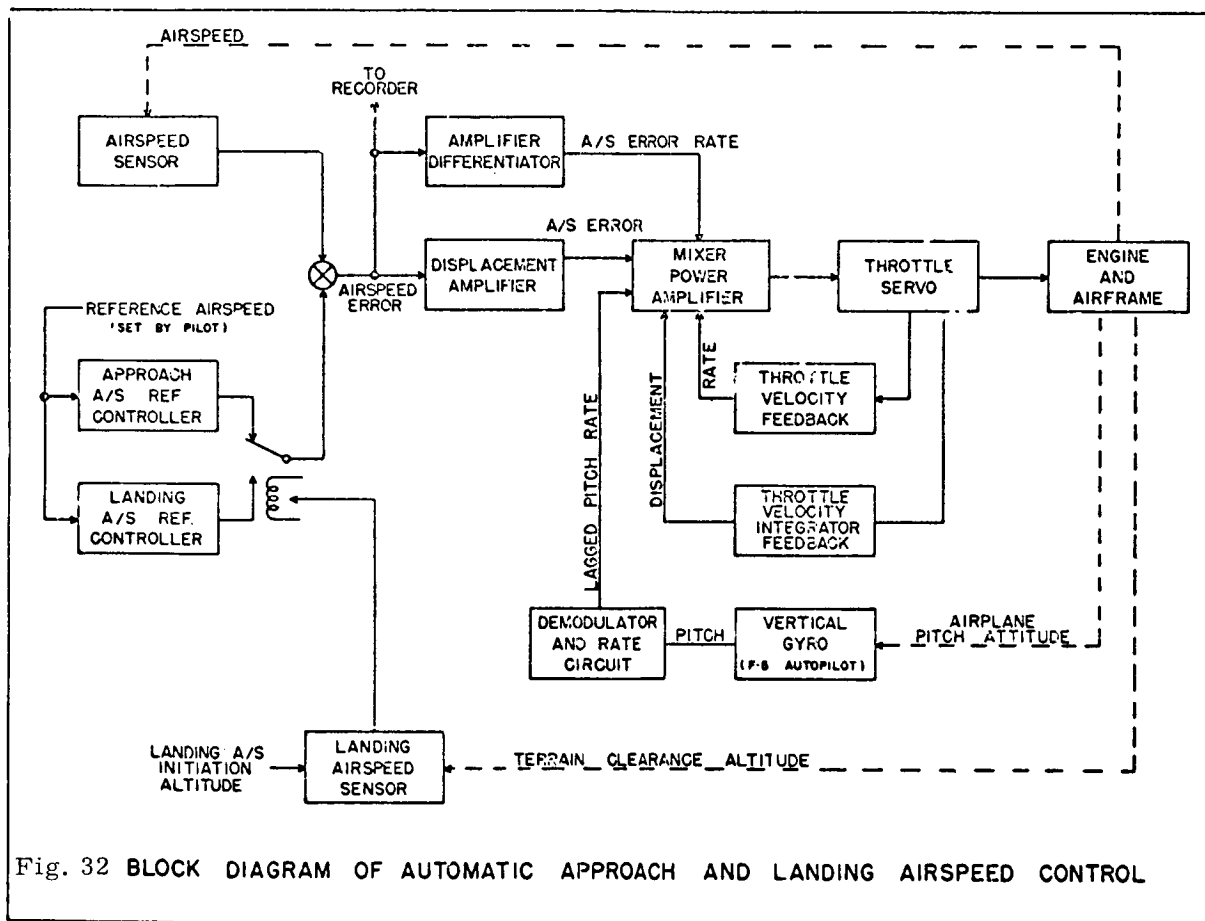 AIRSPEED
TO
RECORDER
AIRSPEED
SENSOR
AMPLIFIER
DIFFERENTIATOR
A/S ERROR RATE
A/S ERROR
DISPLACEMENT
AMPLIFIER
AIRSPEED
ERROR
MIXER
POWER
AMPLIFIER
THROTTLE
SERVO
ENGINE
AND
AIRFRAME
REFERENCE AIRSPEED
(SET BY PILOT)
APPROACH
A/S REF
CONTROLLER
LANDING
A/S REF.
CONTROLLER
LAGGED PITCH RATE
DISPLACEMENT
RATE
THROTTLE
VELOCITY
FEEDBACK
THROTTLE
VELOCITY
INTEGRATOR
FEEDBACK
DEMODULATOR
AND RATE
CIRCUIT
PITCH
VERTICAL
GYRO
AUTOPILOT)
AIRPLANE
PITCH ATTITUDE
LANDING A/S
INITIATION
ALTITUDE
LANDING
AIRSPEED
SENSOR
TERRAIN CLEARANCE ALTITUDE
Fig. 32 BLOCK DIAGRAM OF AUTOMATIC APPROACH AND LANDING AIRSPEED CONTROL